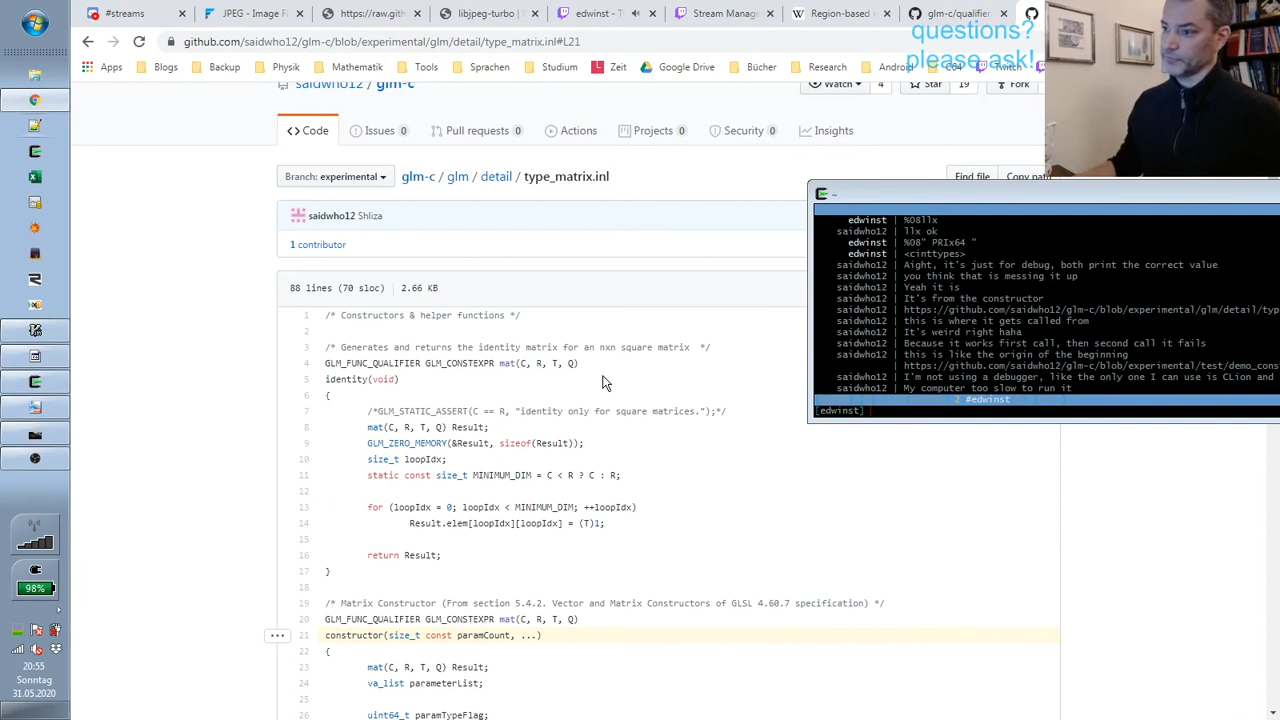 #streams
JPEG - Image F
https://raw.gith
libjpeg-turbo I
edwinst - Tw
Stream Mana
Region-based m
glm-c/qualifier
github.com/saidwho12/glm-c/blob/experimental/glm/detail/type_matrix.inl#L21
Apps
Blogs
Computer
Physik
Mathematik
Tools
Sprachen
Studium
Zeit
Google Drive
Bücher
Research
Android
C64
Twitch
questions?
please ask!
saidwho12 / glm-c
Watch
4
Star
19
Fork
Code
Issues 0
Pull requests 0
Actions
Projects 0
Security 0
Insights
Branch: experimental
glm-c / glm / detail / type_matrix.inl
Find file
Copy path
saidwho12 Shliza
1 contributor
88 lines (70 sloc)
2.66 KB
1 /* Constructors & helper functions */
2
3 /* Generates and returns the identity matrix for an nxn square matrix */
4 GLM_FUNC_QUALIFIER GLM_CONSTEXPR mat(C, R, T, Q)
5 identity(void)
6 {
7 /*GLM_STATIC_ASSERT(C == R, "identity only for square matrices.");*/
8 mat(C, R, T, Q) Result;
9 GLM_ZERO_MEMORY(&Result, sizeof(Result));
10 size_t loopIdx;
11 static const size_t MINIMUM_DIM = C < R ? C : R;
12
13 for (loopIdx = 0; loopIdx < MINIMUM_DIM; ++loopIdx)
14 Result.elem[loopIdx][loopIdx] = (T)1;
15
16 return Result;
17 }
18
19 /* Matrix Constructor (From section 5.4.2. Vector and Matrix Constructors of GLSL 4.60.7 specification) */
20 GLM_FUNC_QUALIFIER GLM_CONSTEXPR mat(C, R, T, Q)
21 constructor(size_t const paramCount, ...)
22 {
23 mat(C, R, T, Q) Result;
24 va_list parameterList;
25
26 uint64_t paramTypeFlag;
~
edwinst | %08llx
saidwho12 | llx ok
edwinst | %08" PRIx64 "
edwinst | <cinttypes>
saidwho12 | Aight, it's just for debug, both print the correct value
saidwho12 | you think that is messing it up
saidwho12 | Yeah it is
saidwho12 | It's from the constructor
saidwho12 | https://github.com/saidwho12/glm-c/blob/experimental/glm/detail/typ
saidwho12 | this is where it gets called from
saidwho12 | It's weird right haha
saidwho12 | Because it works first call, then second call it fails
saidwho12 | this is like the origin of the beginning
| https://github.com/saidwho12/glm-c/blob/experimental/test/demo_cons
saidwho12 | I'm not using a debugger, like the only one I can use is CLion and
saidwho12 | My computer too slow to run it
2 #edwinst
[edwinst]
98%
20:55
Sonntag
31.05.2020